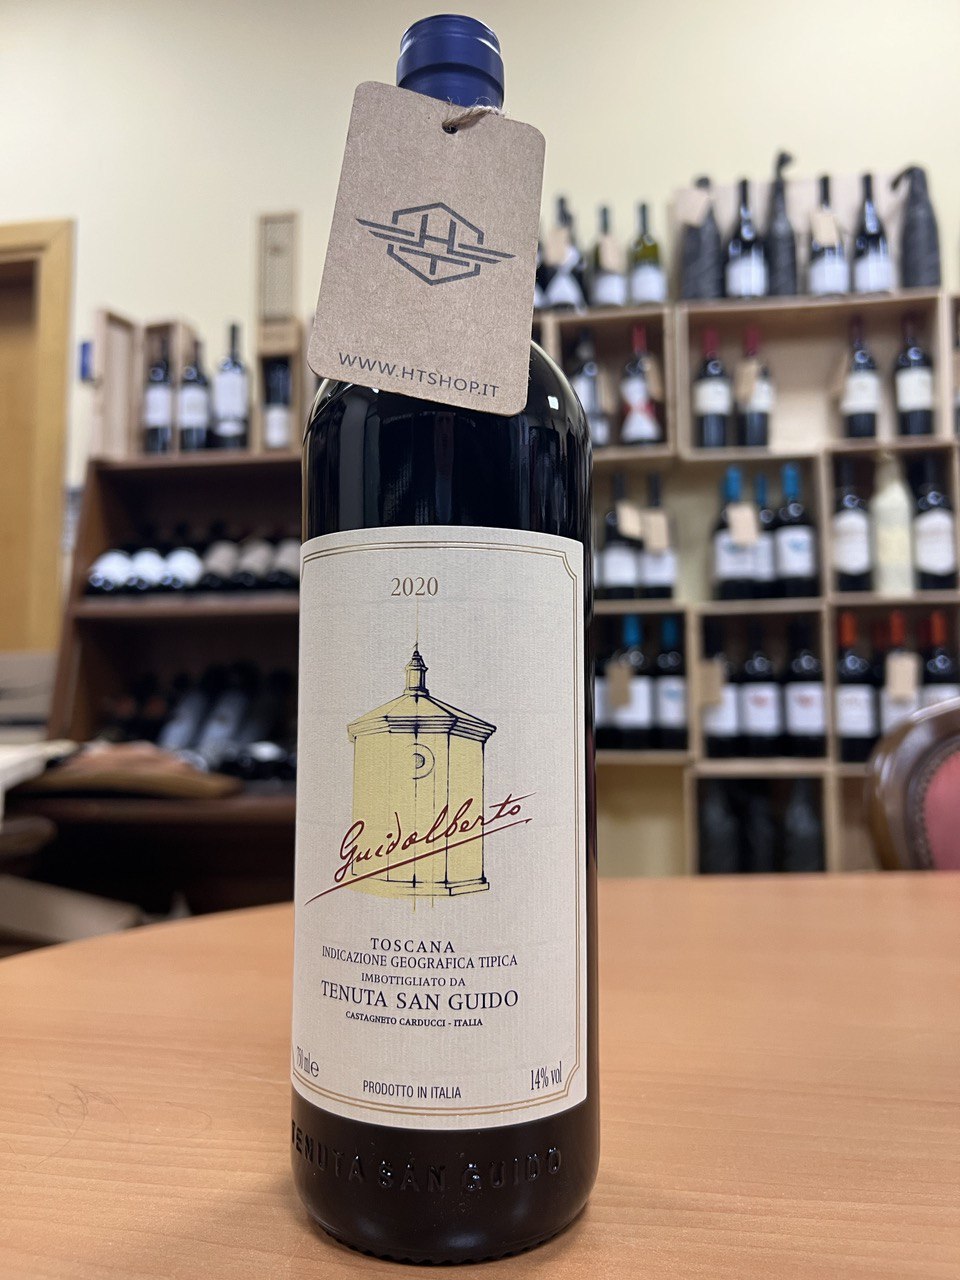 WWW.HTSHOP.IT
2020
Guidalberto
TOSCANA
INDICAZIONE GEOGRAFICA TIPICA
IMBOTTIGLIATO DA
TENUTA SAN GUIDO
CASTAGNETO CARDUCCI - ITALIA
750 ml e
14% vol
PRODOTTO IN ITALIA
TENUTA SAN GUIDO